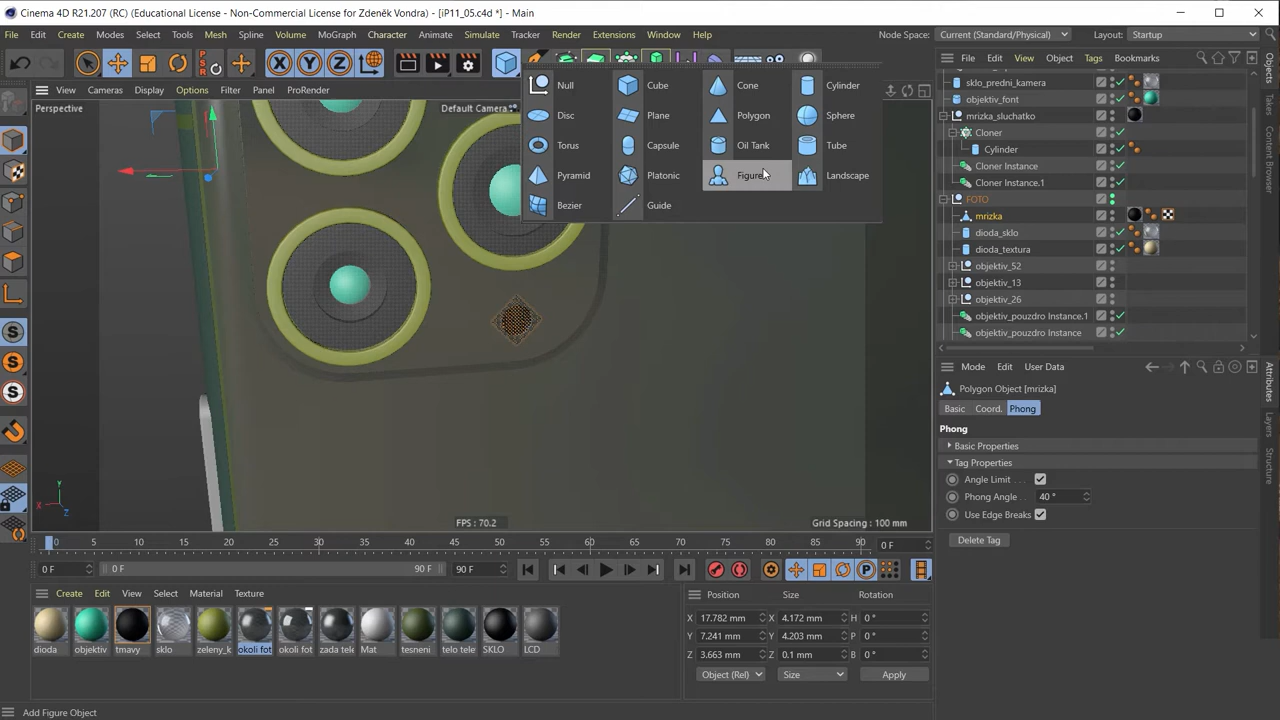 Cinema 4D R21.207 (RC) (Educational License - Non-Commercial License for Zdeněk Vondra) - [iP11_05.c4d *] - Main
File Edit Create Modes Select Tools Mesh Spline Volume MoGraph Character Animate Simulate Tracker Render Extensions Window Help Node Space: Current (Standard/Physical) Layout: Startup
PSR
0
X Y Z
File Edit View Object Tags Bookmarks
View Cameras Display Options Filter Panel ProRender
Perspective
Default Camera
Null Cube Cone Cylinder
Disc Plane Polygon Sphere
Torus Capsule Oil Tank Tube
Pyramid Platonic Figure Landscape
Bezier Guide
sklo_predni_kamera
objektiv_font
mrizka_sluchatko
Cloner
Cylinder
Cloner Instance
Cloner Instance.1
FOTO
mrizka
dioda_sklo
dioda_textura
objektiv_52
objektiv_13
objektiv_26
objektiv_pouzdro Instance.1
objektiv_pouzdro Instance
Objects
Attributes
Layers
Structure
Mode Edit User Data
Polygon Object [mrizka]
Basic Coord. Phong
Phong
Basic Properties
Tag Properties
Angle Limit . . .
Phong Angle . . 40 °
Use Edge Breaks
Delete Tag
Y
X
Z
FPS : 70.2
Grid Spacing : 100 mm
0 5 10 15 20 25 30 35 40 45 50 55 60 65 70 75 80 85 90 0 F
0 F 0 F 90 F 90 F
P
Create Edit View Select Material Texture
dioda objektiv tmavy sklo zeleny_k okoli fot okoli fot zada tele Mat tesneni telo tele SKLO LCD
Position Size Rotation
X 17.782 mm X 4.172 mm H 0 °
Y 7.241 mm Y 4.203 mm P 0 °
Z 3.663 mm Z 0.1 mm B 0 °
Object (Rel) Size Apply
Add Figure Object